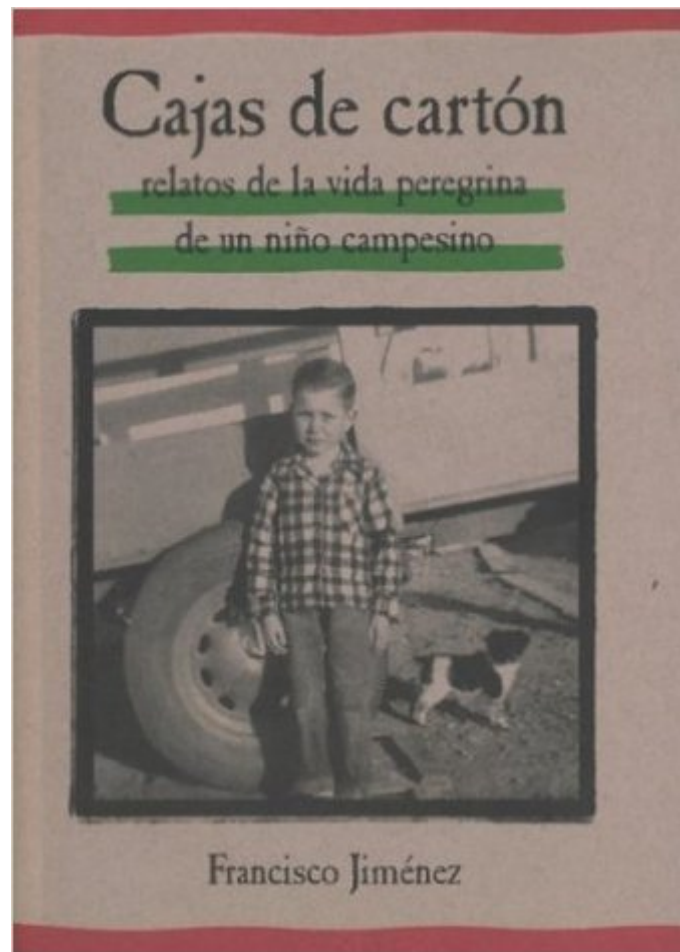 Cajas de cartón
relatos de la vida peregrina
de un niño campesino
Francisco Jiménez